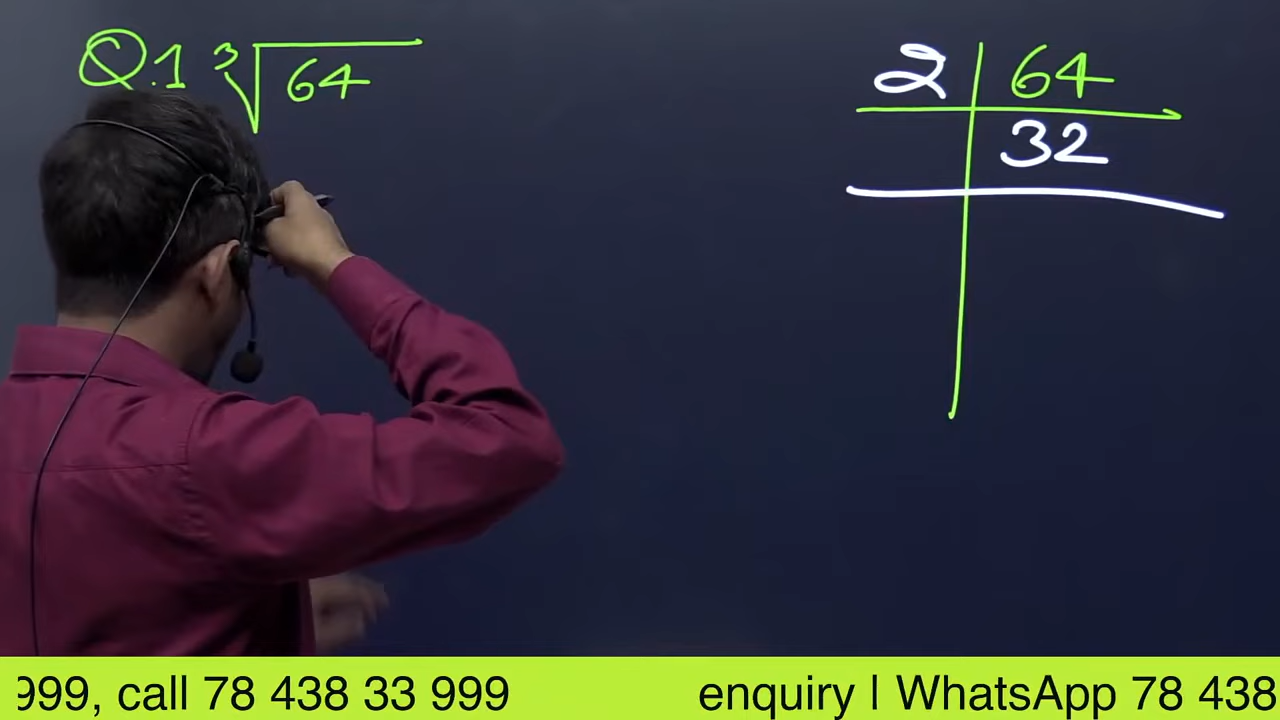 Q.1 ∛64
2 | 64
32
999, call 78 438 33 999 enquiry | WhatsApp 78 438